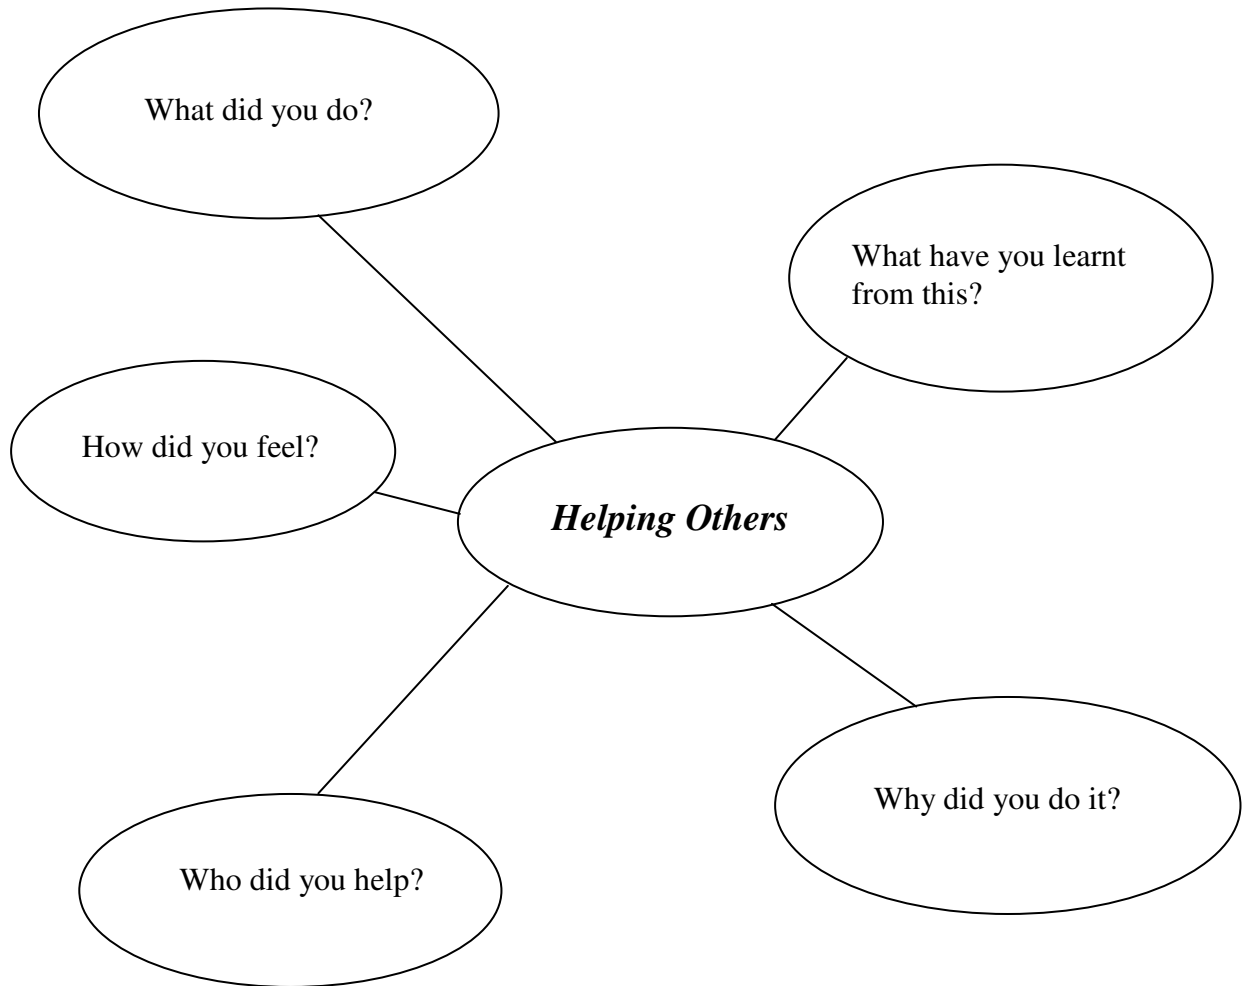 What did you do?
What have you learnt
from this?
How did you feel?
Helping Others
Why did you do it?
Who did you help?